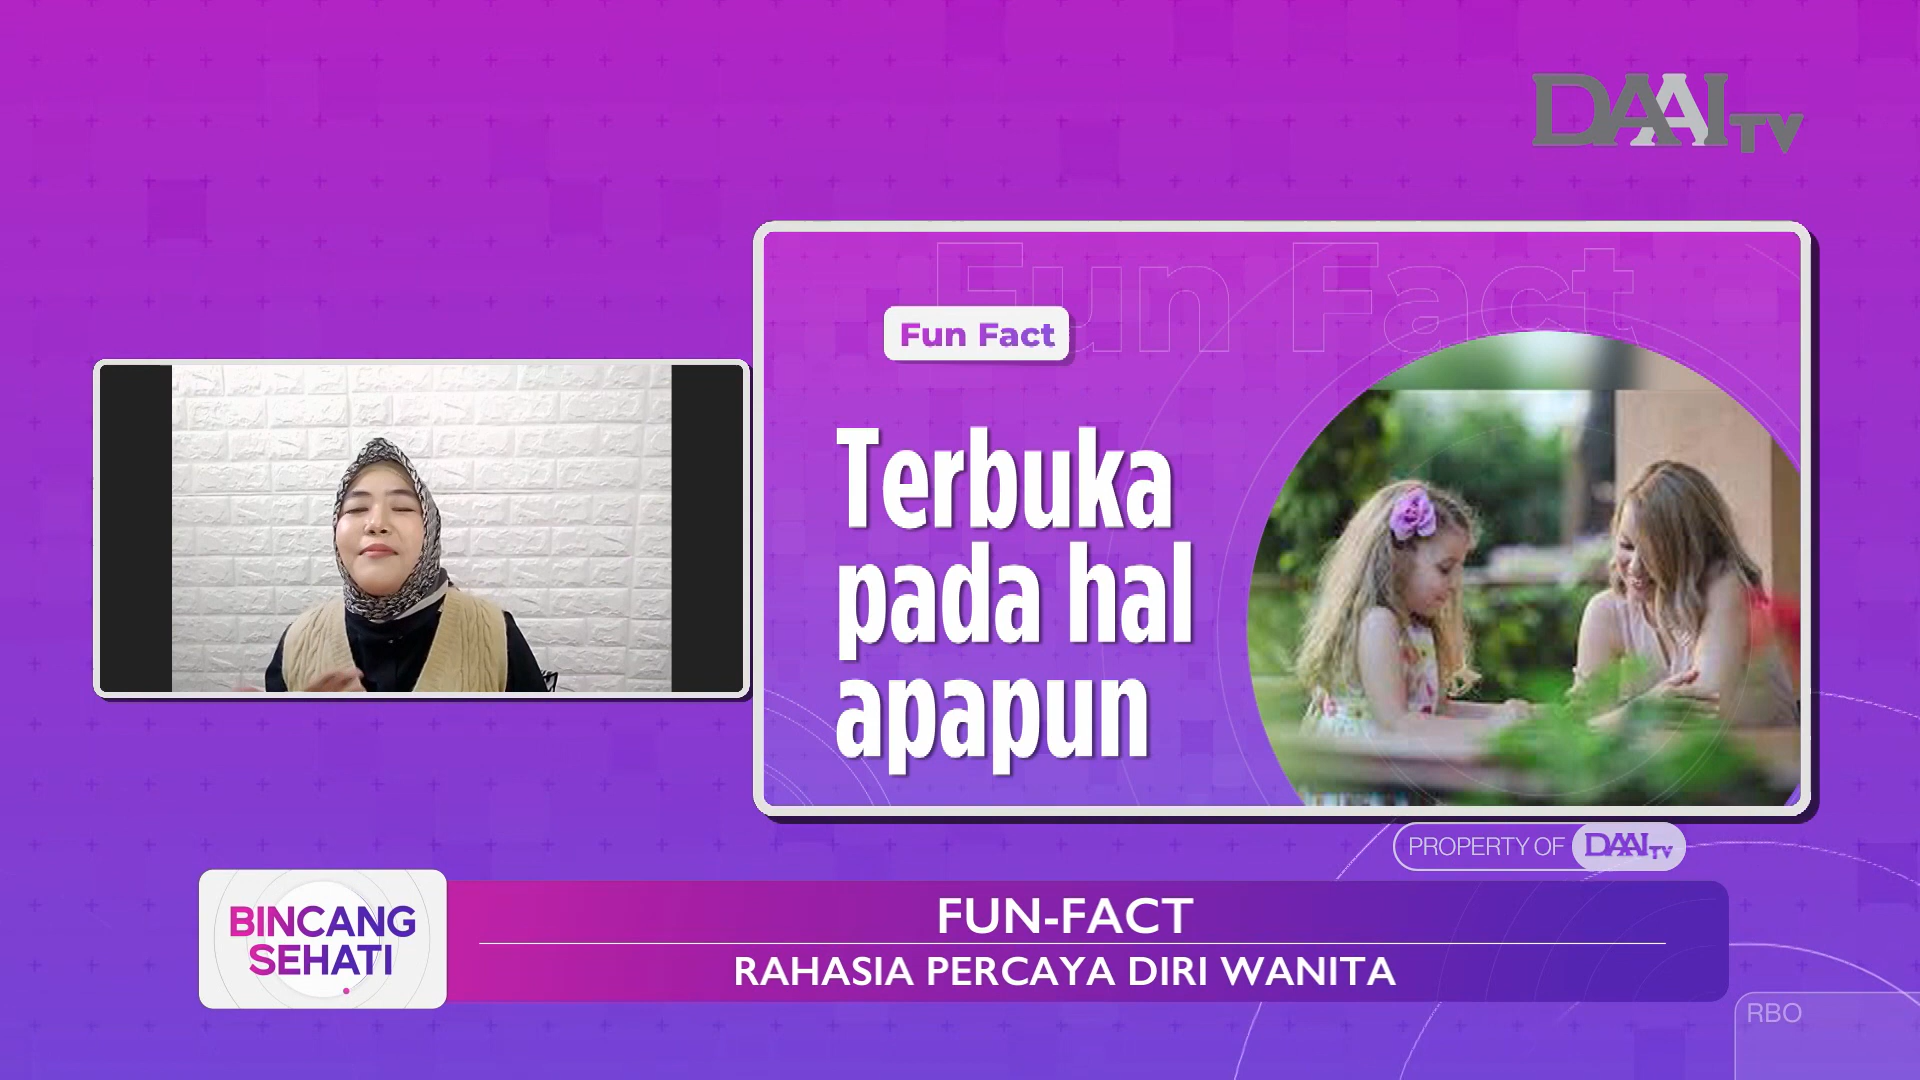 DAAI TV
Fun Fact
Fun Fact
Terbuka
pada hal
apapun
PROPERTY OF DAAI TV
BINCANG
SEHATI
FUN-FACT
RAHASIA PERCAYA DIRI WANITA
RBO